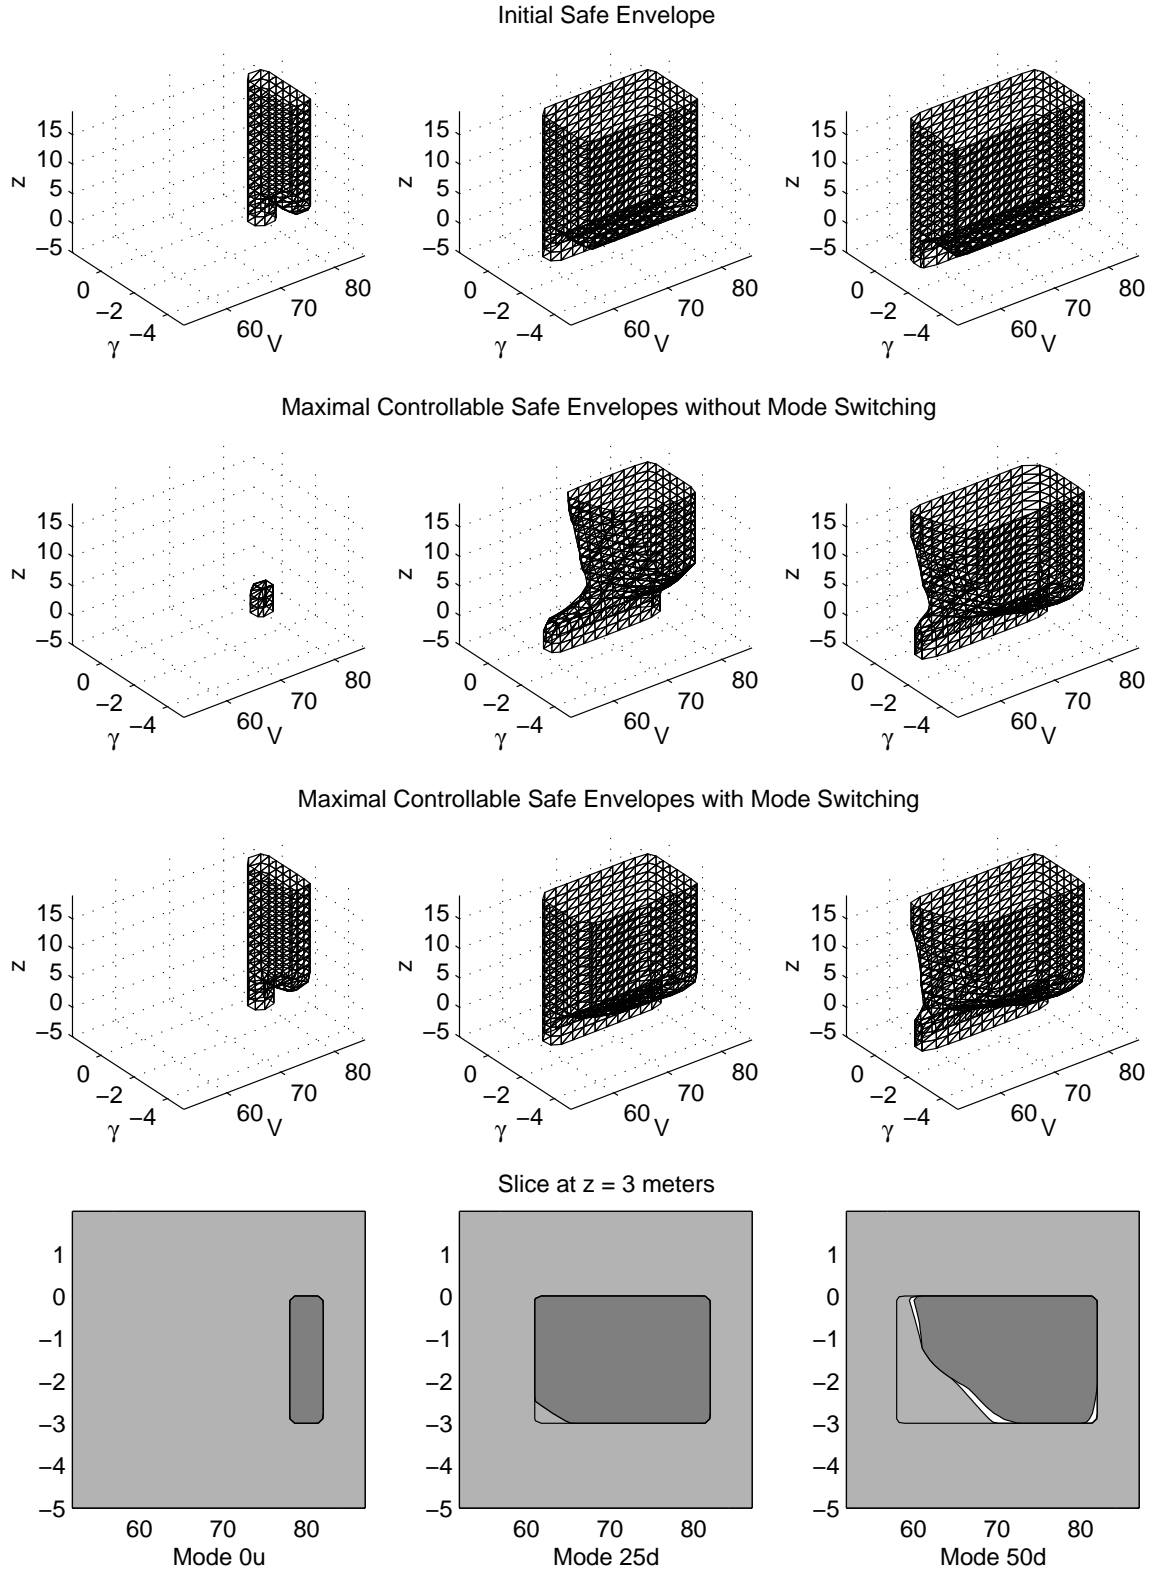 Initial Safe Envelope
15 15 15
10 10 10
z z z
5 5 5
0 0 0
−5 −5 −5
0 −2 −4 60 70 80 0 −2 −4 60 70 80 0 −2 −4 60 70 80
γ V γ V γ V
Maximal Controllable Safe Envelopes without Mode Switching
15 15 15
10 10 10
z z z
5 5 5
0 0 0
−5 −5 −5
0 −2 −4 60 70 80 0 −2 −4 60 70 80 0 −2 −4 60 70 80
γ V γ V γ V
Maximal Controllable Safe Envelopes with Mode Switching
15 15 15
10 10 10
z z z
5 5 5
0 0 0
−5 −5 −5
0 −2 −4 60 70 80 0 −2 −4 60 70 80 0 −2 −4 60 70 80
γ V γ V γ V
Slice at z = 3 meters
1 1 1
0 0 0
−1 −1 −1
−2 −2 −2
−3 −3 −3
−4 −4 −4
−5 −5 −5
60 70 80 60 70 80 60 70 80
Mode 0u Mode 25d Mode 50d